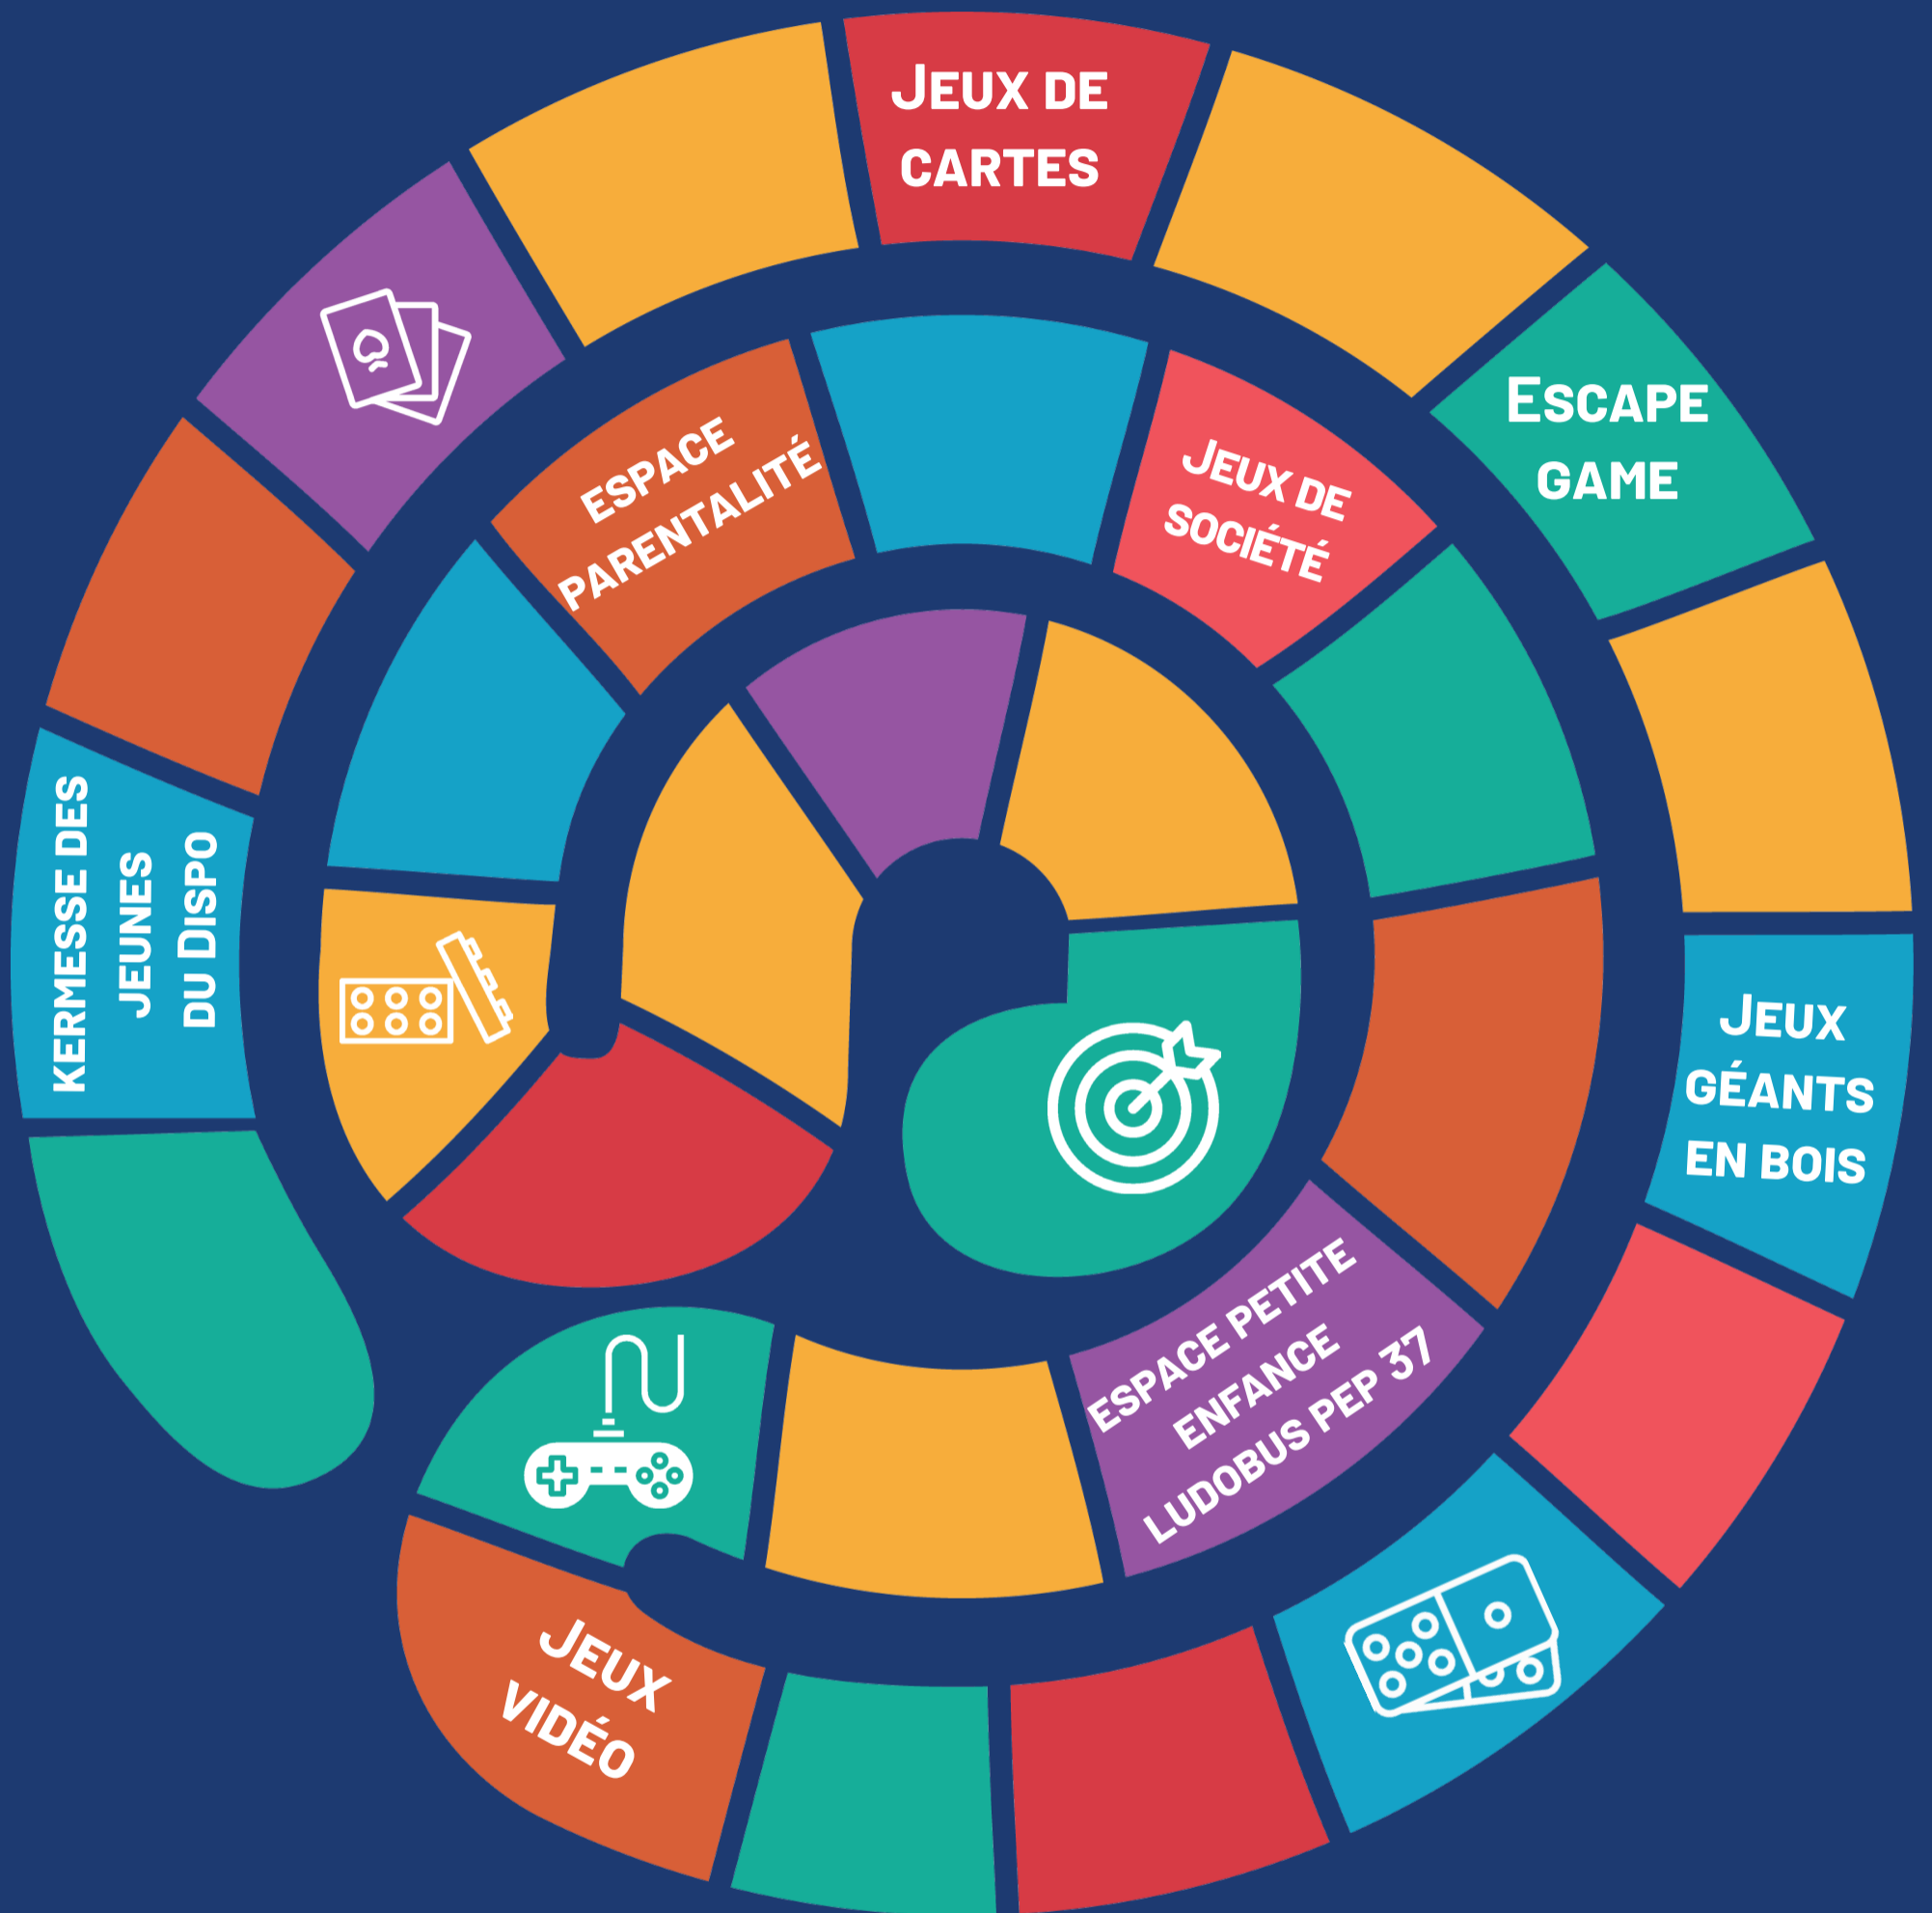 Jeux de
cartes
Escape
game
Espace
parentalité
Jeux de
société
Kermesse des
jeunes
du Dispo
Jeux
géants
en bois
Espace petite
enfance
Ludobus PEP 37
Jeux
vidéo